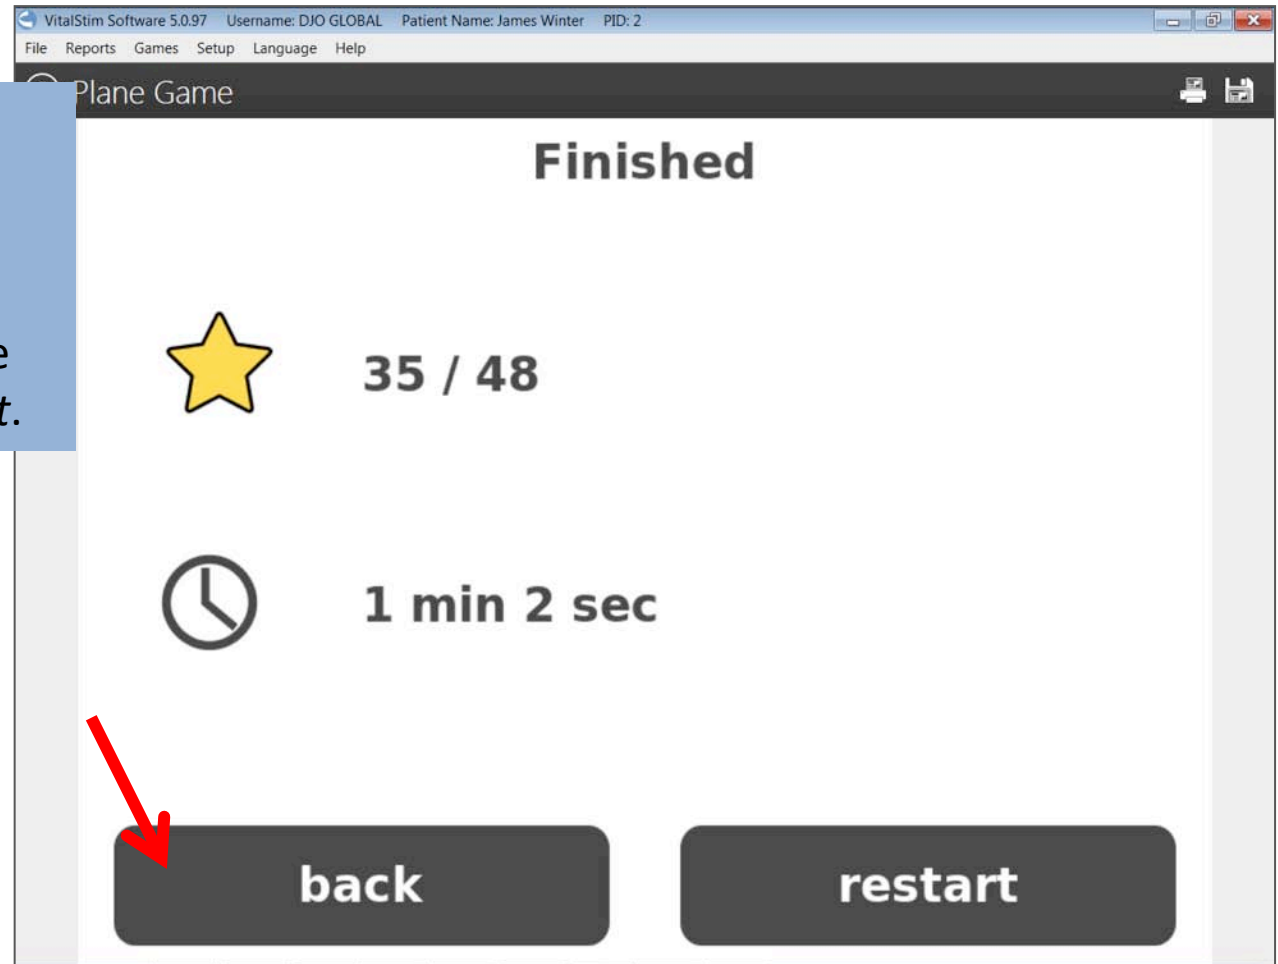 VitalStim Software 5.0.97 Username: DJO GLOBAL Patient Name: James Winter PID: 2
File Reports Games Setup Language Help
Plane Game
Finished
e
t.
35 / 48
1 min 2 sec
back restart